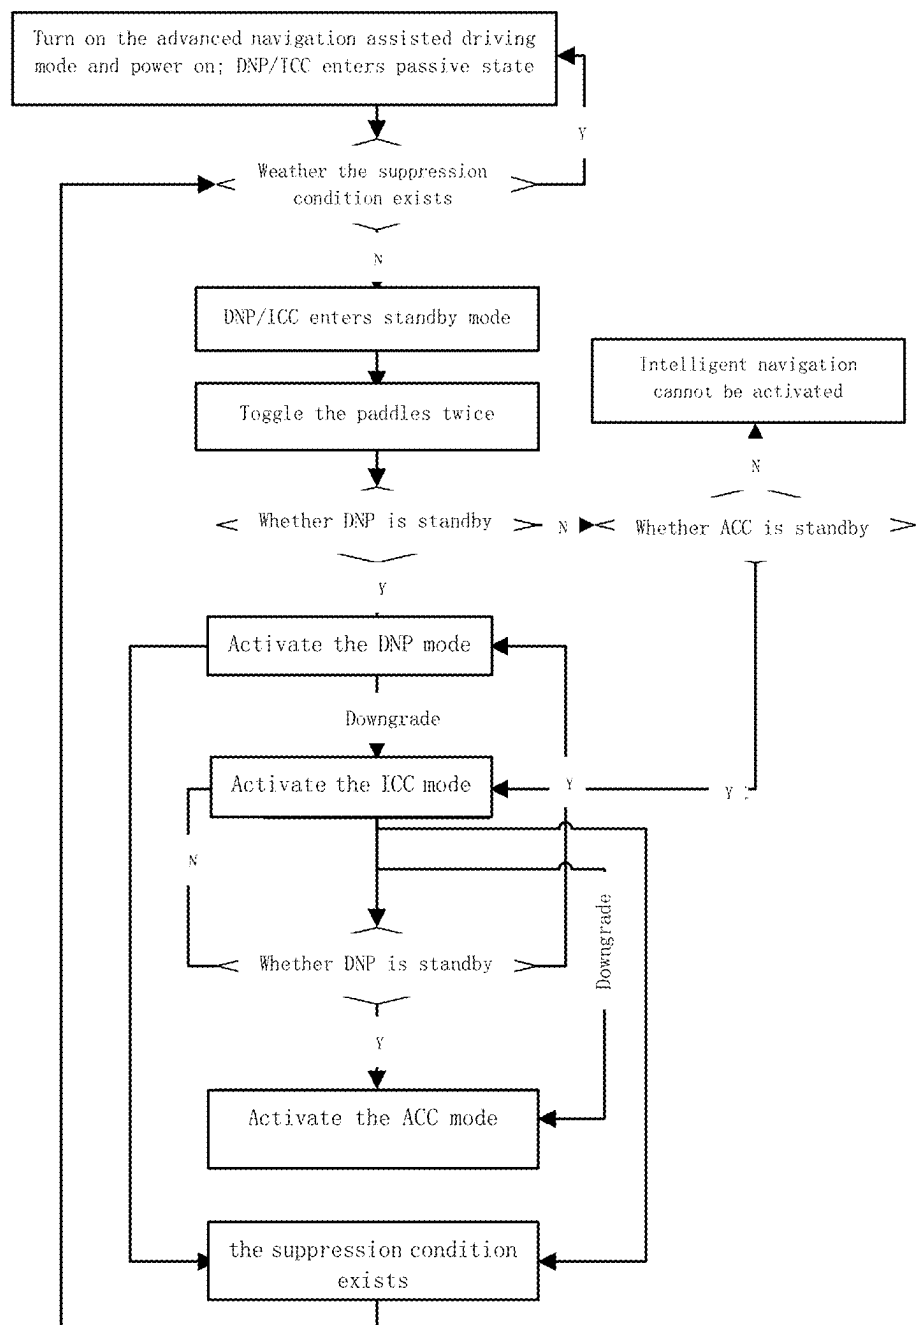 Turn on the advanced navigation assisted driving
mode and power on; DNP/ICC enters passive state
Y
Weather the suppression
condition exists
N
DNP/ICC enters standby mode
Intelligent navigation
cannot be activated
Toggle the paddles twice
N
Whether DNP is standby
N
Whether ACC is standby
Y
Activate the DNP mode
Downgrade
Activate the ICC mode
Y
Y
N
Downgrade
Whether DNP is standby
Y
Activate the ACC mode
the suppression condition
exists